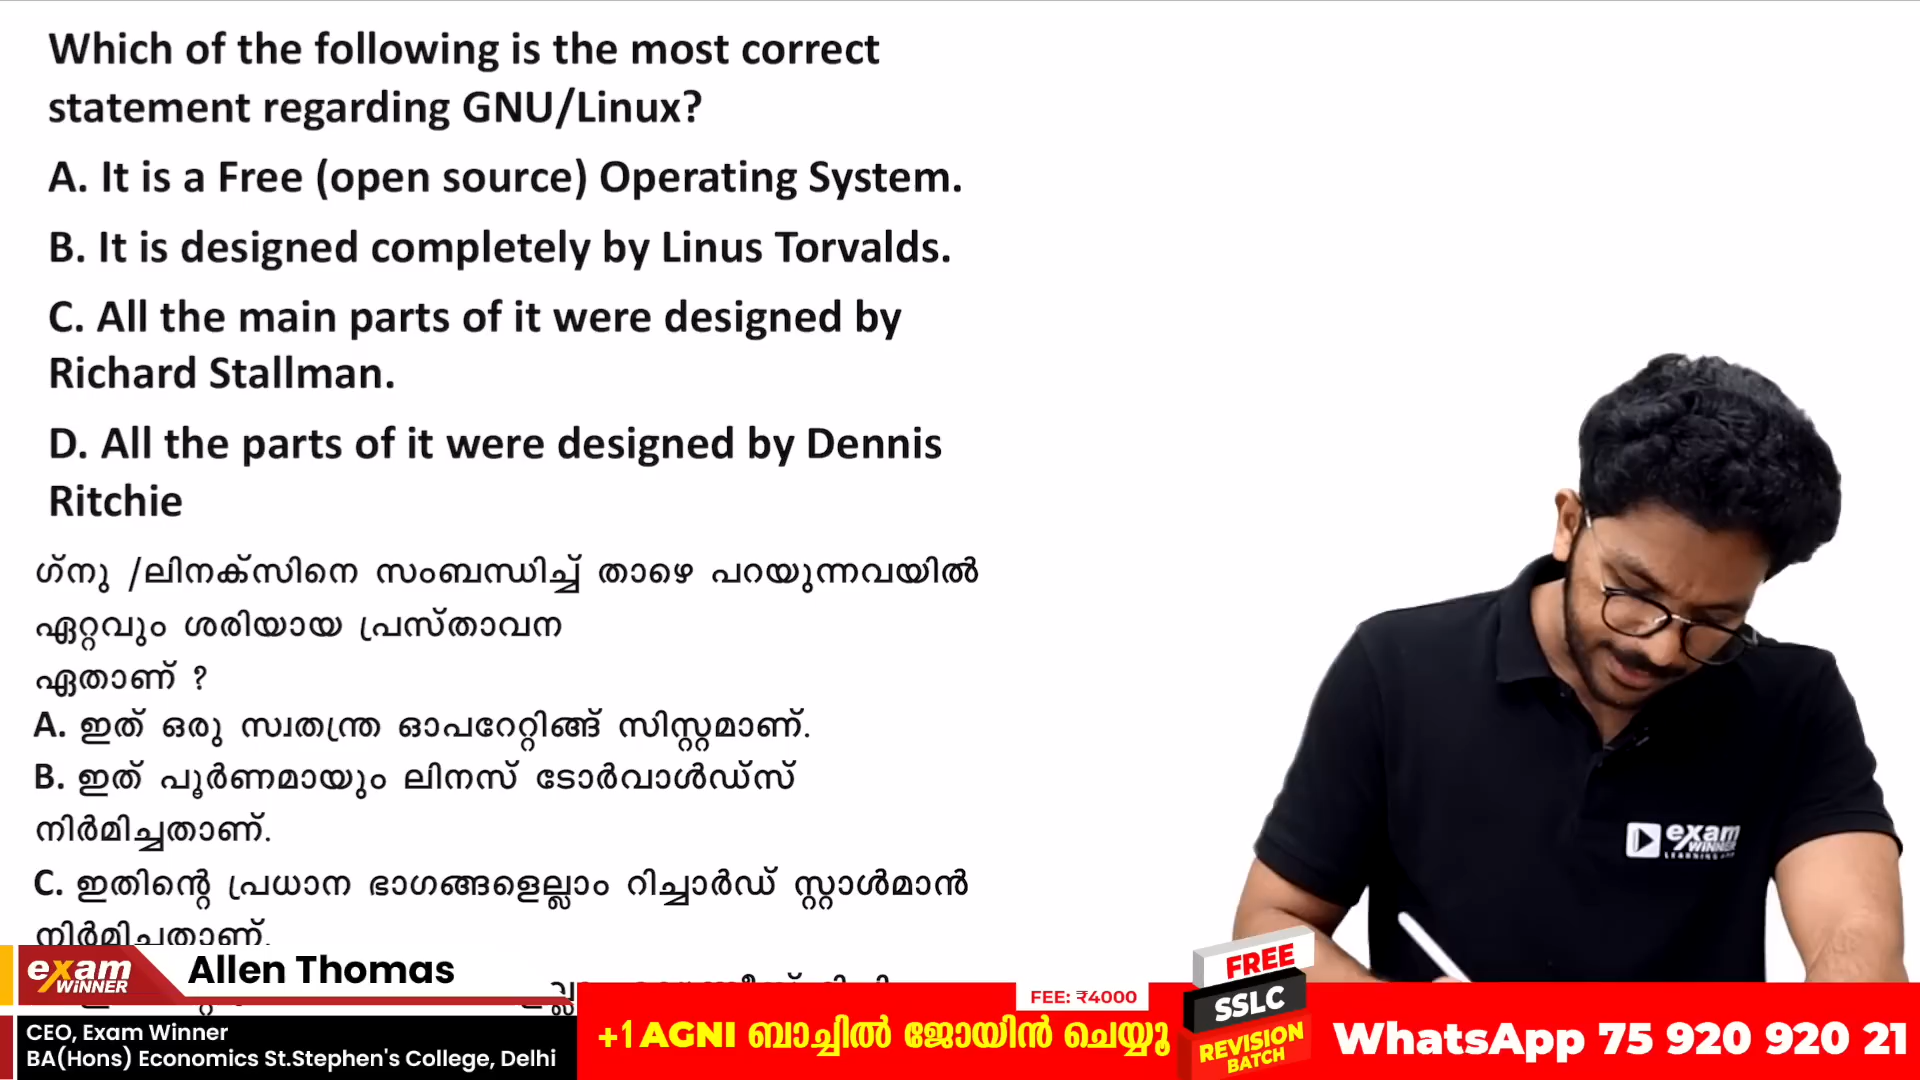 Which of the following is the most correct
statement regarding GNU/Linux?
A. It is a Free (open source) Operating System.
B. It is designed completely by Linus Torvalds.
C. All the main parts of it were designed by
Richard Stallman.
D. All the parts of it were designed by Dennis
Ritchie
ഗ്നു /ലിനക്സിനെ സംബന്ധിച്ച് താഴെ പറയുന്നവയിൽ
ഏറ്റവും ശരിയായ പ്രസ്താവന
ഏതാണ് ?
A. ഇത് ഒരു സ്വതന്ത്ര ഓപറേറ്റിങ്ങ് സിസ്റ്റമാണ്.
B. ഇത് പൂർണമായും ലിനസ് ടോർവാൾഡ്സ്
നിർമിച്ചതാണ്.
C. ഇതിന്റെ പ്രധാന ഭാഗങ്ങളെല്ലാം റിച്ചാർഡ് സ്റ്റാൾമാൻ
നിർമിച്ചതാണ്.
exam
WINNER
Allen Thomas
CEO, Exam Winner
BA(Hons) Economics St.Stephen's College, Delhi
FEE: ₹4000
+1 AGNI ബാച്ചിൽ ജോയിൻ ചെയ്യൂ
FREE
SSLC
REVISION
BATCH
WhatsApp 75 920 920 21
exam
WINNER
LEARNING APP